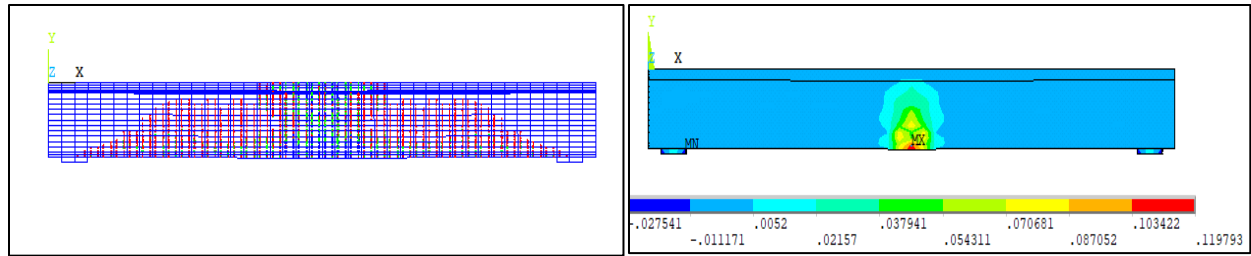 Y
Z X
Y
Z X
MX
MN
-.027541 .0052 .037941 .070681 .103422
-.011171 .02157 .054311 .087052 .119793